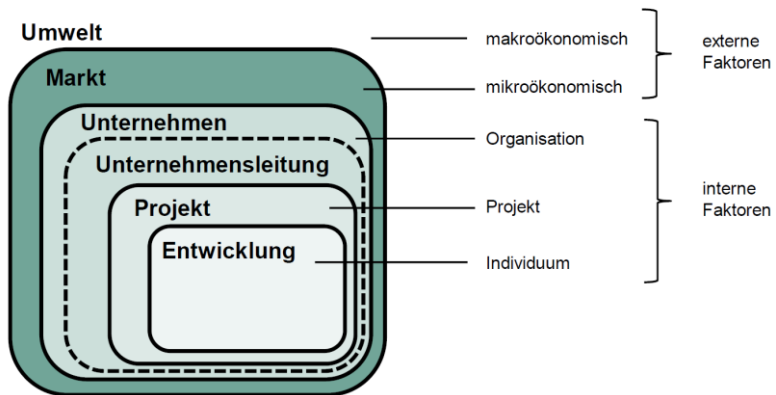 Umwelt
makroökonomisch
externe
Faktoren
Markt
mikroökonomisch
Unternehmen
Organisation
Unternehmensleitung
interne
Faktoren
Projekt
Projekt
Entwicklung
Individuum